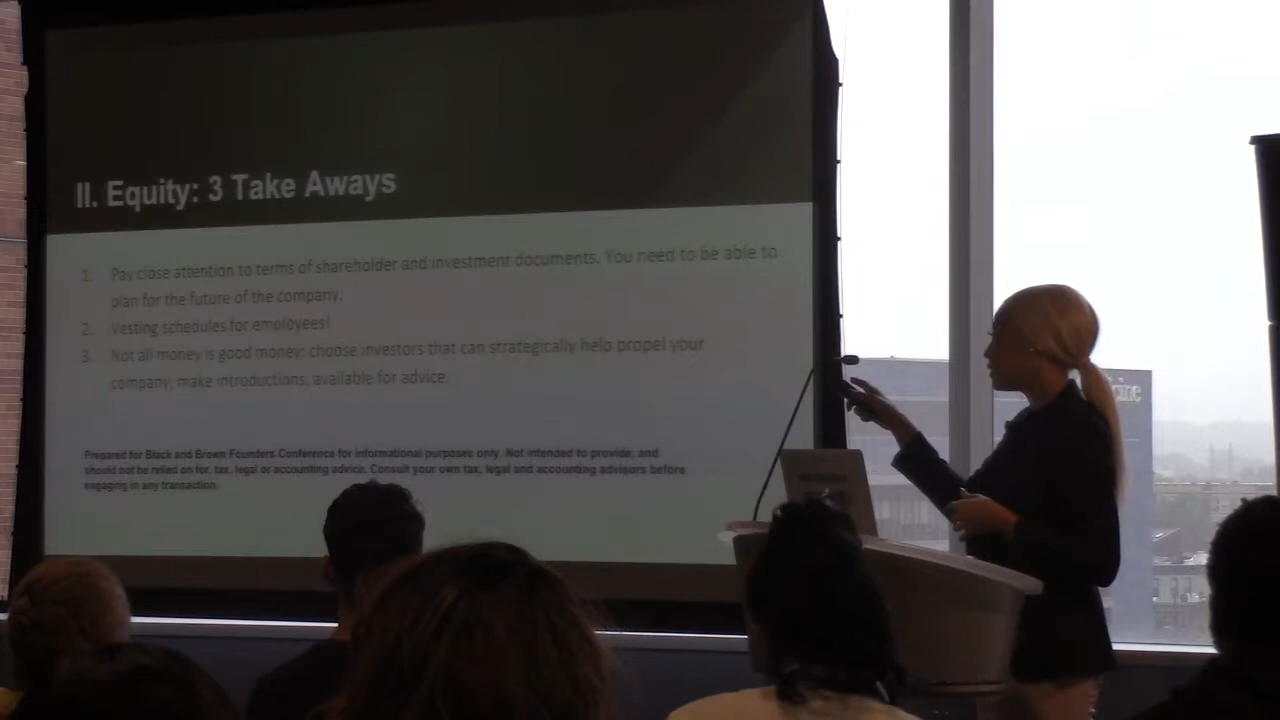 II. Equity: 3 Take Aways
1. Pay close attention to terms of shareholder and investment documents. You need to be able to
plan for the future of the company.
2. Vesting schedules for employees!
3. Not all money is good money: choose investors that can strategically help propel your
company, make introductions, available for advice.
Prepared for Black and Brown Founders Conference for informational purposes only. Not intended to provide, and
should not be relied on for, tax, legal or accounting advice. Consult your own tax, legal and accounting advisors before
engaging in any transaction.